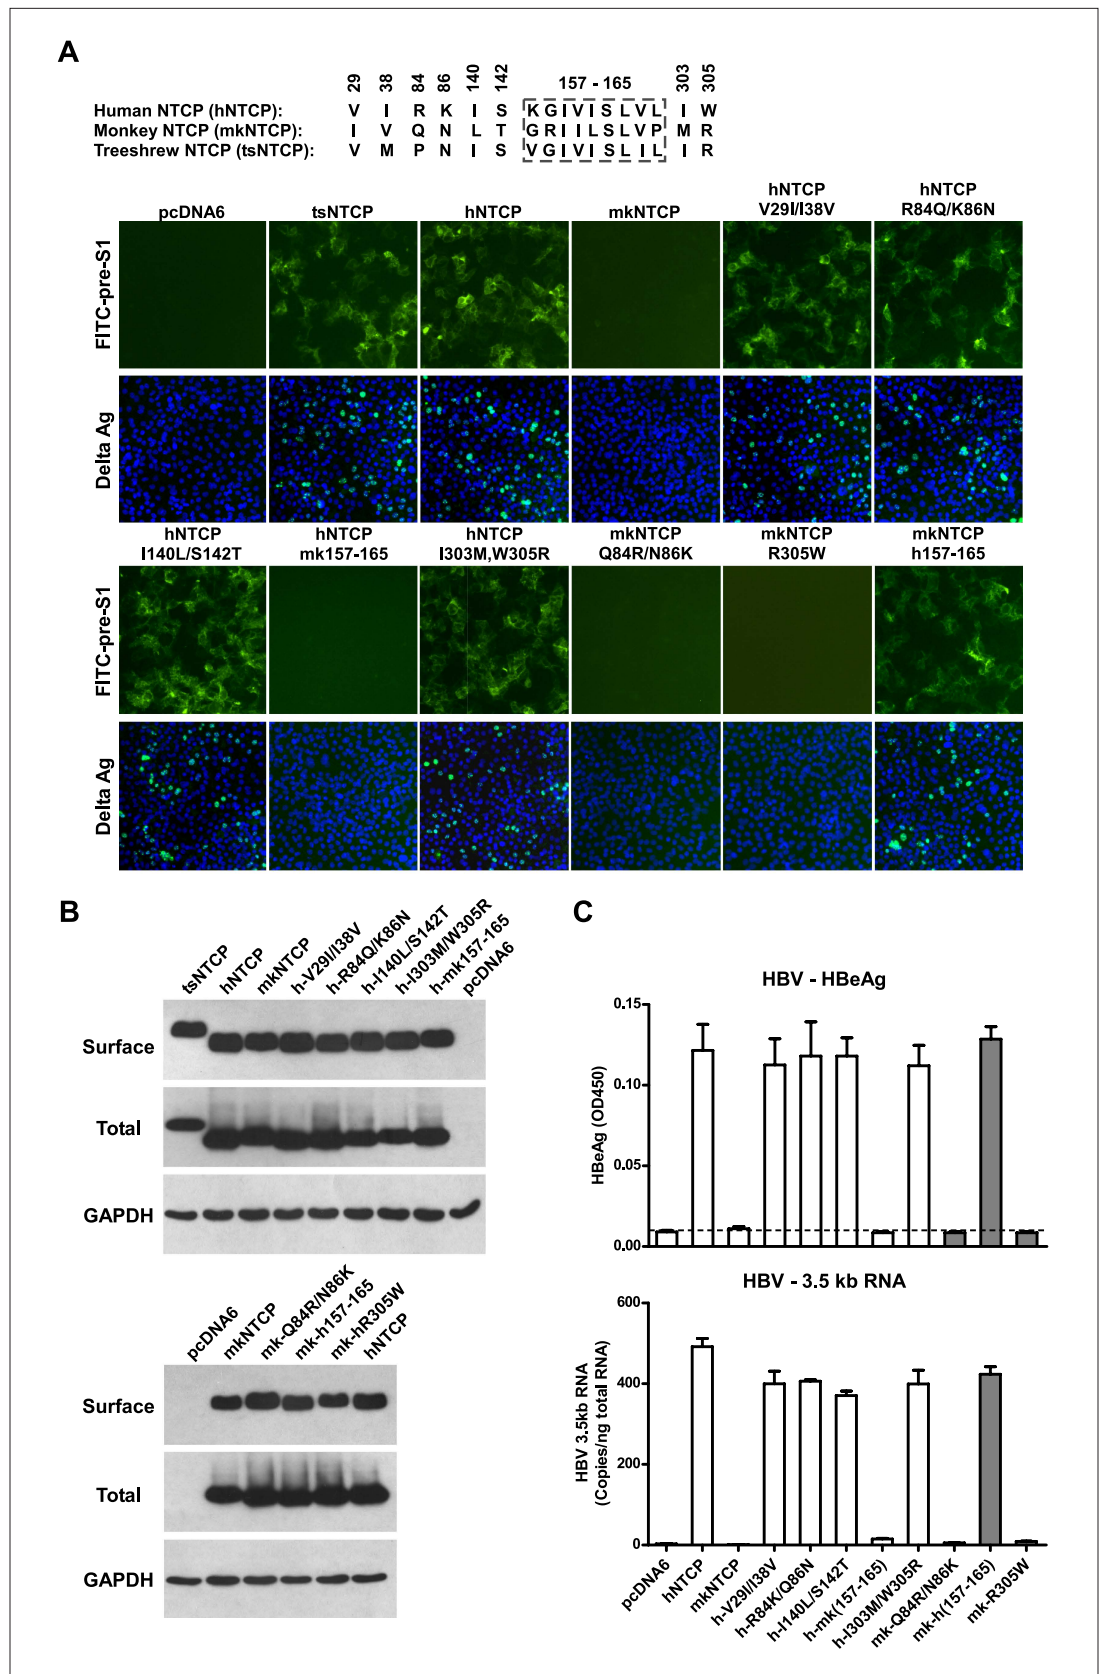 A
29 38 84 86 140 142 157 - 165 303 305
Human NTCP (hNTCP): V I R K I S K G I V I S L V L I W
Monkey NTCP (mkNTCP): I V Q N L T G R I I L S L V P M R
Treeshrew NTCP (tsNTCP): V M P N I S V G I V I S L I L I R
pcDNA6 tsNTCP hNTCP mkNTCP hNTCP V29I/I38V hNTCP R84Q/K86N
FITC-pre-S1
Delta Ag
hNTCP I140L/S142T hNTCP mk157-165 hNTCP I303M,W305R mkNTCP Q84R/N86K mkNTCP R305W mkNTCP h157-165
FITC-pre-S1
Delta Ag
B
tsNTCP hNTCP mkNTCP h-V29I/I38V h-R84Q/K86N h-I140L/S142T h-I303M/W305R h-mk157-165 pcDNA6
Surface
Total
GAPDH
pcDNA6 mkNTCP mk-Q84R/N86K mk-h157-165 mk-hR305W hNTCP
Surface
Total
GAPDH
C
HBV - HBeAg
HBeAg (OD450)
0.15
0.10
0.05
0.00
HBV - 3.5 kb RNA
HBV 3.5kb RNA
(Copies/ng total RNA)
600
400
200
0
pcDNA6 hNTCP mkNTCP h-V29I/I38V h-R84K/Q86N h-I140L/S142T h-mk(157-165) h-I303M/W305R mk-Q84R/N86K mk-h(157-165) mk-R305W